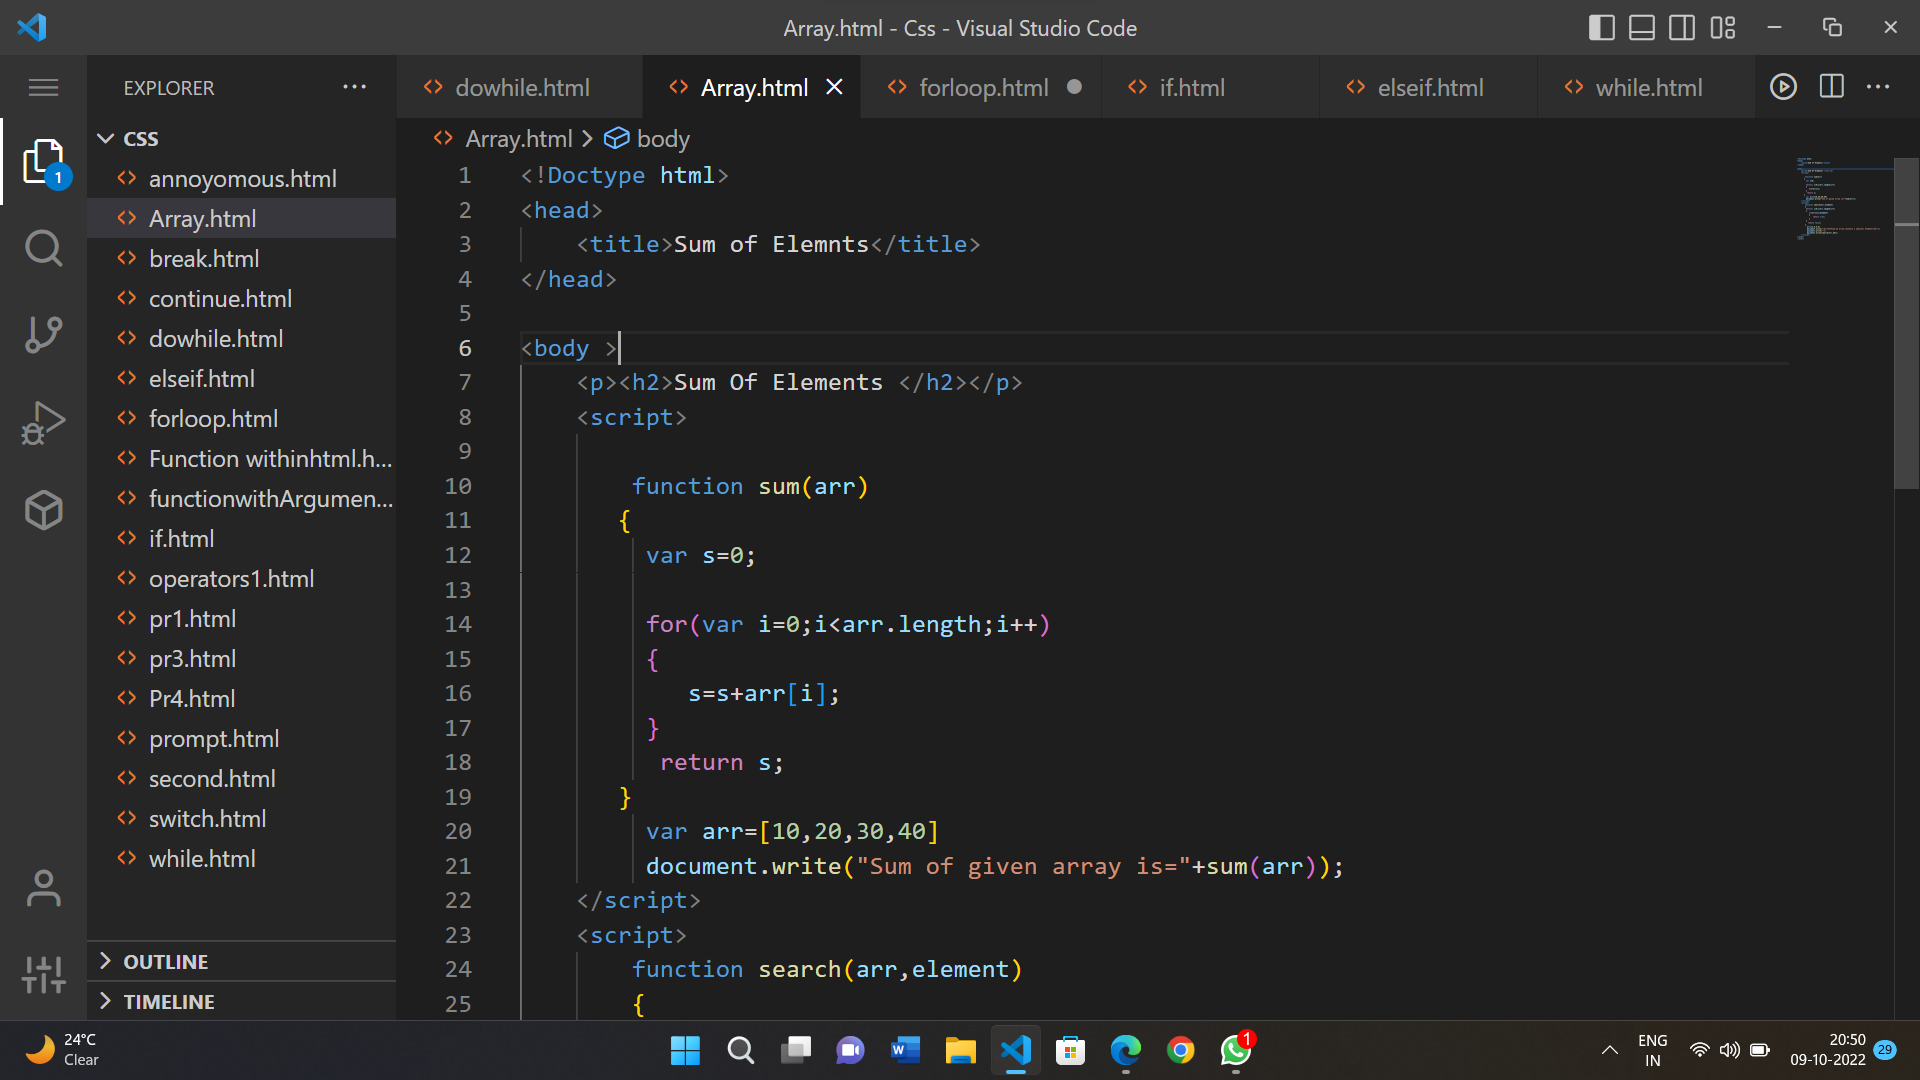 Array.html - Css - Visual Studio Code
EXPLORER
dowhile.html
Array.html
forloop.html
if.html
elseif.html
while.html
CSS
annoyomous.html
Array.html
break.html
continue.html
dowhile.html
elseif.html
forloop.html
Function withinhtml.h...
functionwithArgumen...
if.html
operators1.html
pr1.html
pr3.html
Pr4.html
prompt.html
second.html
switch.html
while.html
OUTLINE
TIMELINE
1
Array.html > body
1 <!Doctype html>
2 <head>
3 <title>Sum of Elemnts</title>
4 </head>
5
6 <body >
7 <p><h2>Sum Of Elements </h2></p>
8 <script>
9
10 function sum(arr)
11 {
12 var s=0;
13
14 for(var i=0;i<arr.length;i++)
15 {
16 s=s+arr[i];
17 }
18 return s;
19 }
20 var arr=[10,20,30,40]
21 document.write("Sum of given array is="+sum(arr));
22 </script>
23 <script>
24 function search(arr,element)
25 {
24°C
Clear
1
ENG
IN
20:50
09-10-2022
29